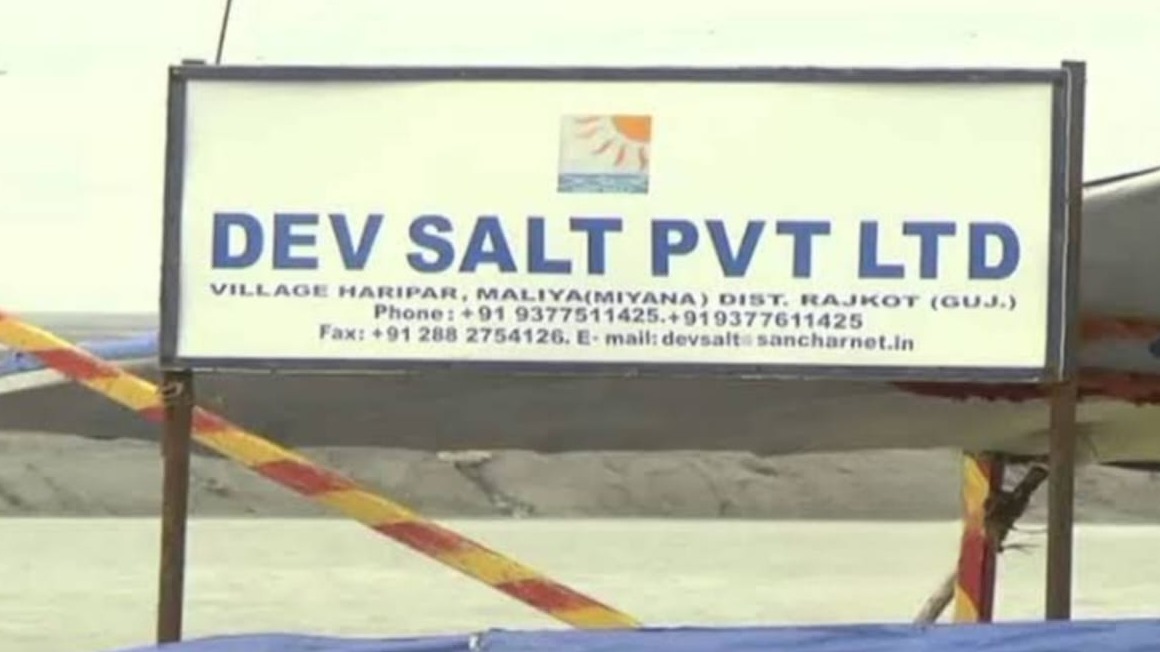 DEV SALT PVT LTD
VILLAGE HARIPAR, MALIYA(MIYANA) DIST. RAJKOT (GUJ.)
Phone: +91 9377511425.+919377611425
Fax: +91 288 2754126. E- mail: devsalt@sancharnet.in